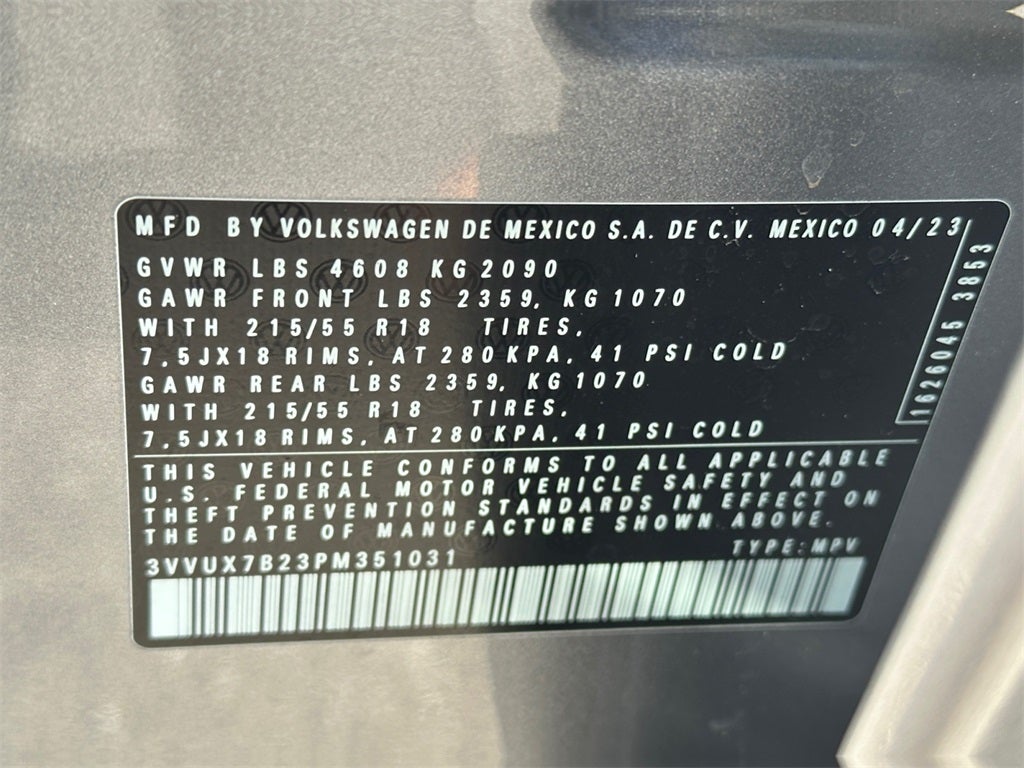 MFD BY VOLKSWAGEN DE MEXICO S.A. DE C.V. MEXICO 04/23
GVWR LBS 4608 KG 2090
GAWR FRONT LBS 2359, KG 1070
WITH 215/55 R18 TIRES,
7,5JX18 RIMS, AT 280 KPA, 41 PSI COLD
GAWR REAR LBS 2359, KG 1070
WITH 215/55 R18 TIRES,
7,5JX18 RIMS, AT 280 KPA, 41 PSI COLD
1626045 3853
THIS VEHICLE CONFORMS TO ALL APPLICABLE
U.S. FEDERAL MOTOR VEHICLE SAFETY AND
THEFT PREVENTION STANDARDS IN EFFECT ON
THE DATE OF MANUFACTURE SHOWN ABOVE.
3VVUX7B23PM351031 TYPE: MPV